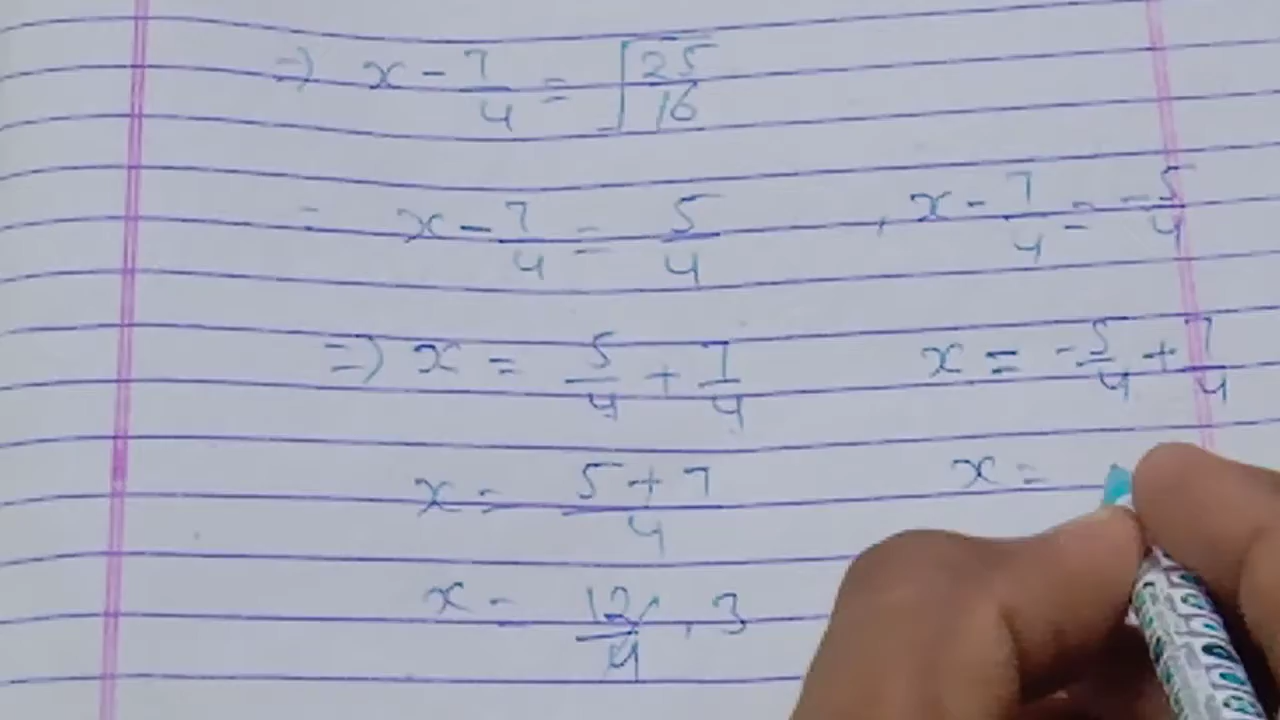 =) x - 7/4 = √25/16
= x - 7/4 = 5/4 , x - 7/4 = -5/4
=) x = 5/4 + 7/4 x = -5/4 + 7/4
x = 5+7/4 x =
x = 12/4 , 3